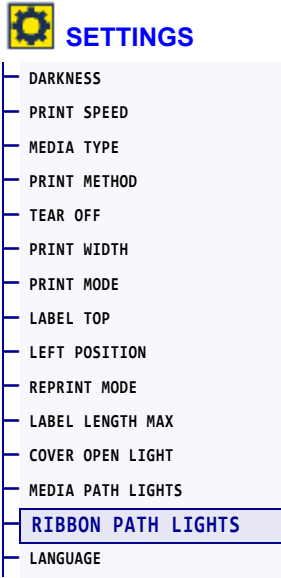 SETTINGS
DARKNESS
PRINT SPEED
MEDIA TYPE
PRINT METHOD
TEAR OFF
PRINT WIDTH
PRINT MODE
LABEL TOP
LEFT POSITION
REPRINT MODE
LABEL LENGTH MAX
COVER OPEN LIGHT
MEDIA PATH LIGHTS
RIBBON PATH LIGHTS
LANGUAGE